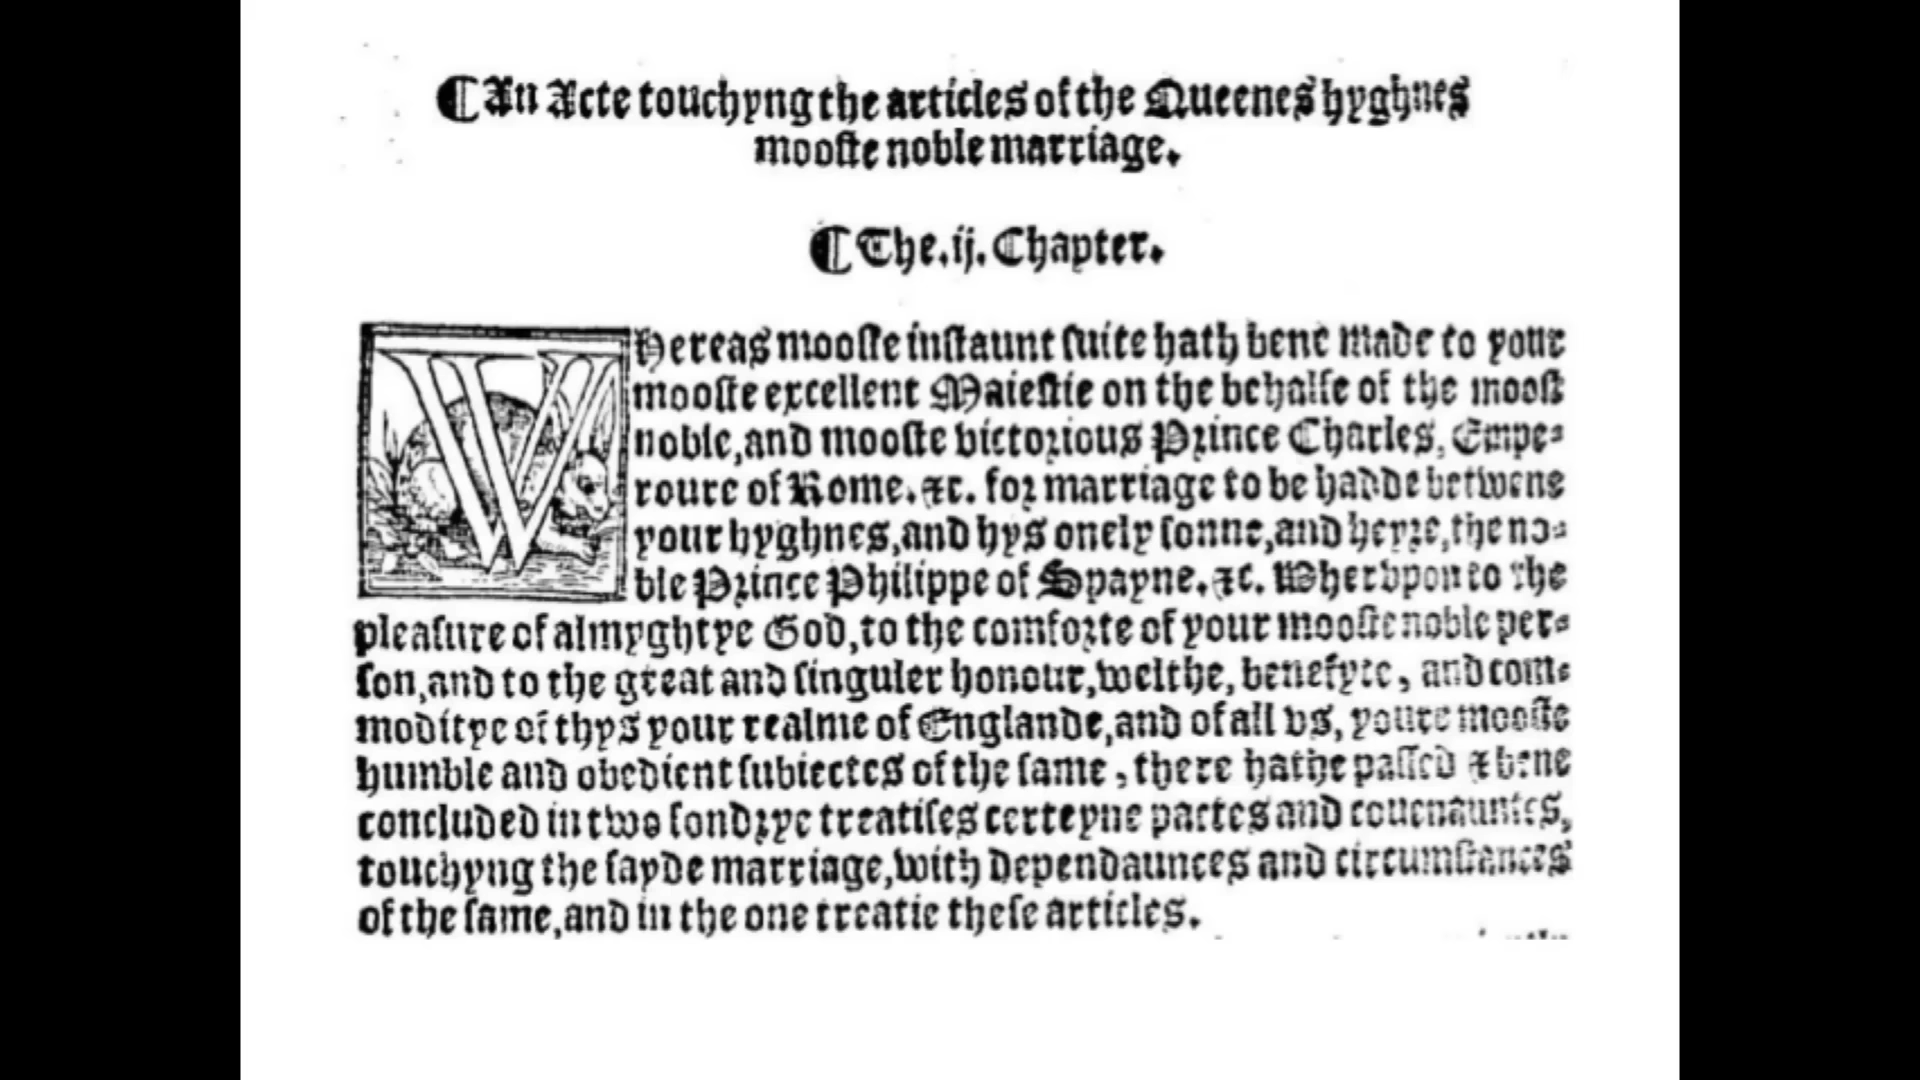 ¶ An Acte touchyng the articles of the Queenes hyghnes
mooste noble marriage.
¶ The .ij. Chapter.
Whereas mooste instaunt suite hath bene made to your
mooste excellent Maiestie on the behalfe of the moost
noble, and mooste victorious Prince Charles, Empe-
roure of Rome. &c. for marriage to be hadde betwene
your hyghnes, and hys onely sonne, and heyre, the no-
ble Prince Philippe of Spayne. &c. Whervpon to the
pleasure of almyghtye God, to the comforte of your mooste noble per-
son, and to the great and singuler honour, welthe, benefyte, and com-
moditye of thys your realme of Englande, and of all vs, youre mooste
humble and obedient subiectes of the same, there hathe passed & bene
concluded in two sondrye treatises certeyne pactes and couenauntes,
touchyng the sayde marriage, with dependaunces and circumstances
of the same, and in the one treatie these articles.